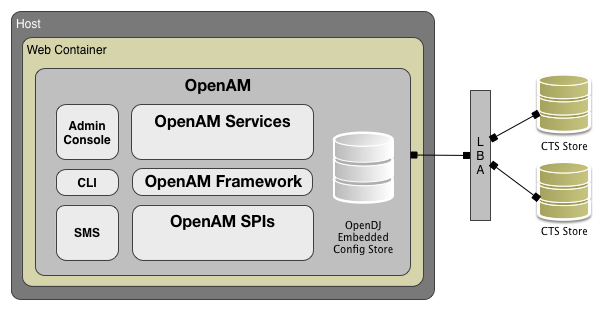 Host
Web Container
OpenAM
Admin
Console
OpenAM Services
CLI
OpenAM Framework
SMS
OpenAM SPIs
OpenDJ
Embedded
Config Store
L
B
A
CTS Store
CTS Store